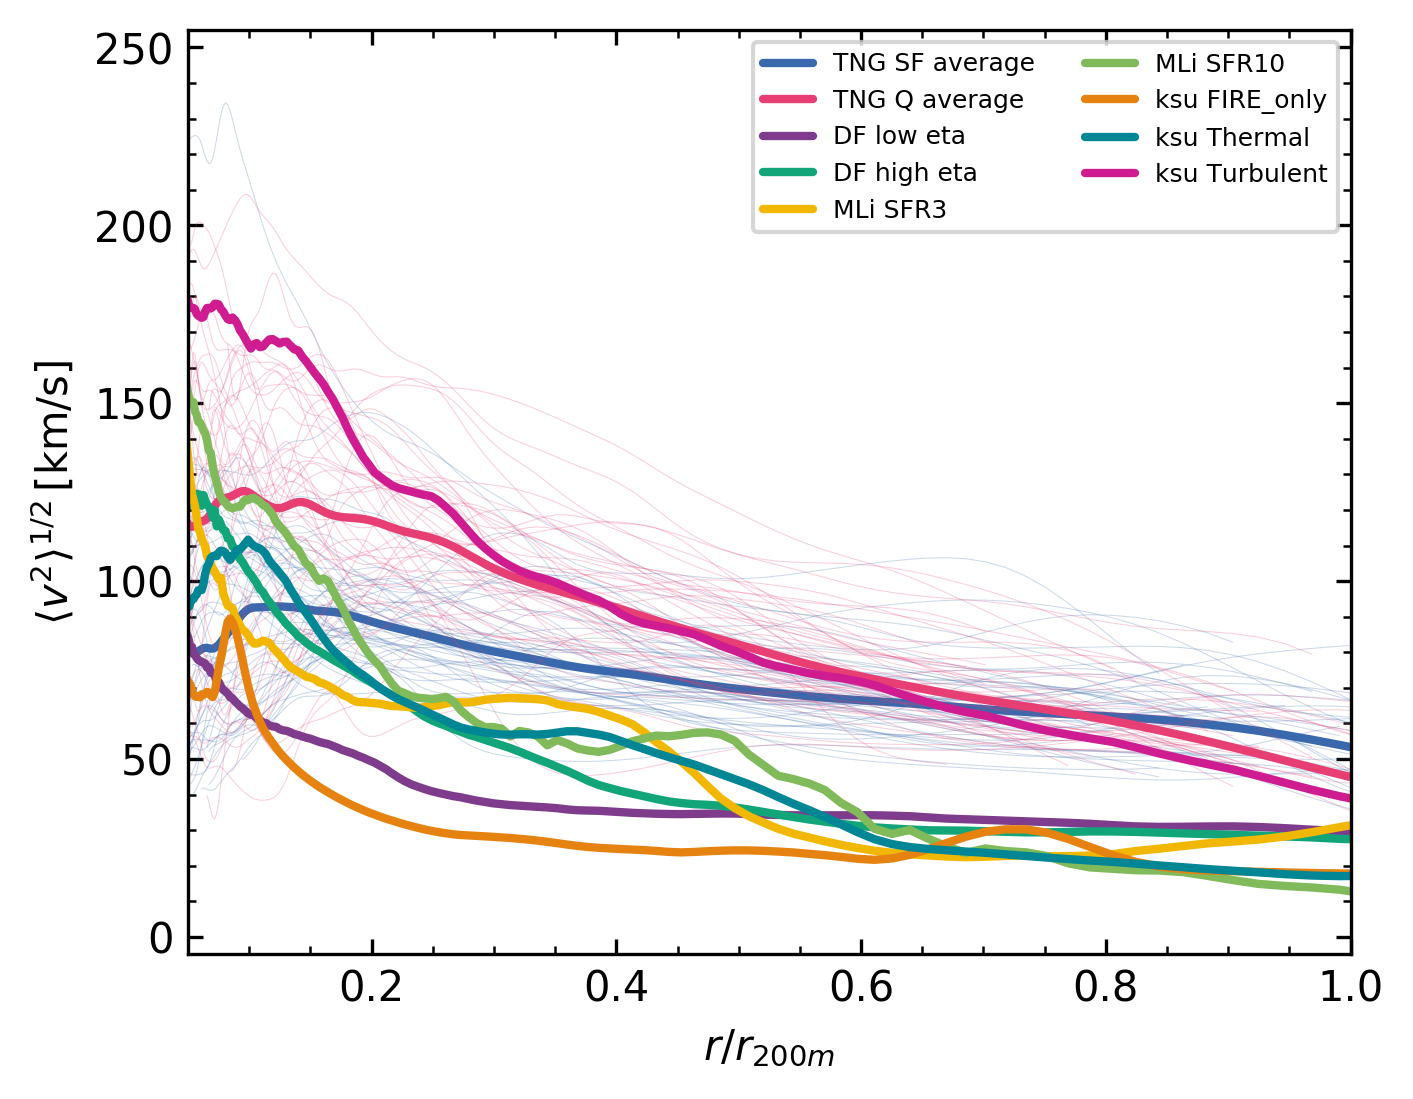 250
200
150
100
50
0
⟨v²⟩^{1/2} [km/s]
TNG SF average
TNG Q average
DF low eta
DF high eta
MLi SFR3
MLi SFR10
ksu FIRE_only
ksu Thermal
ksu Turbulent
0.2 0.4 0.6 0.8 1.0
r/r_{200m}